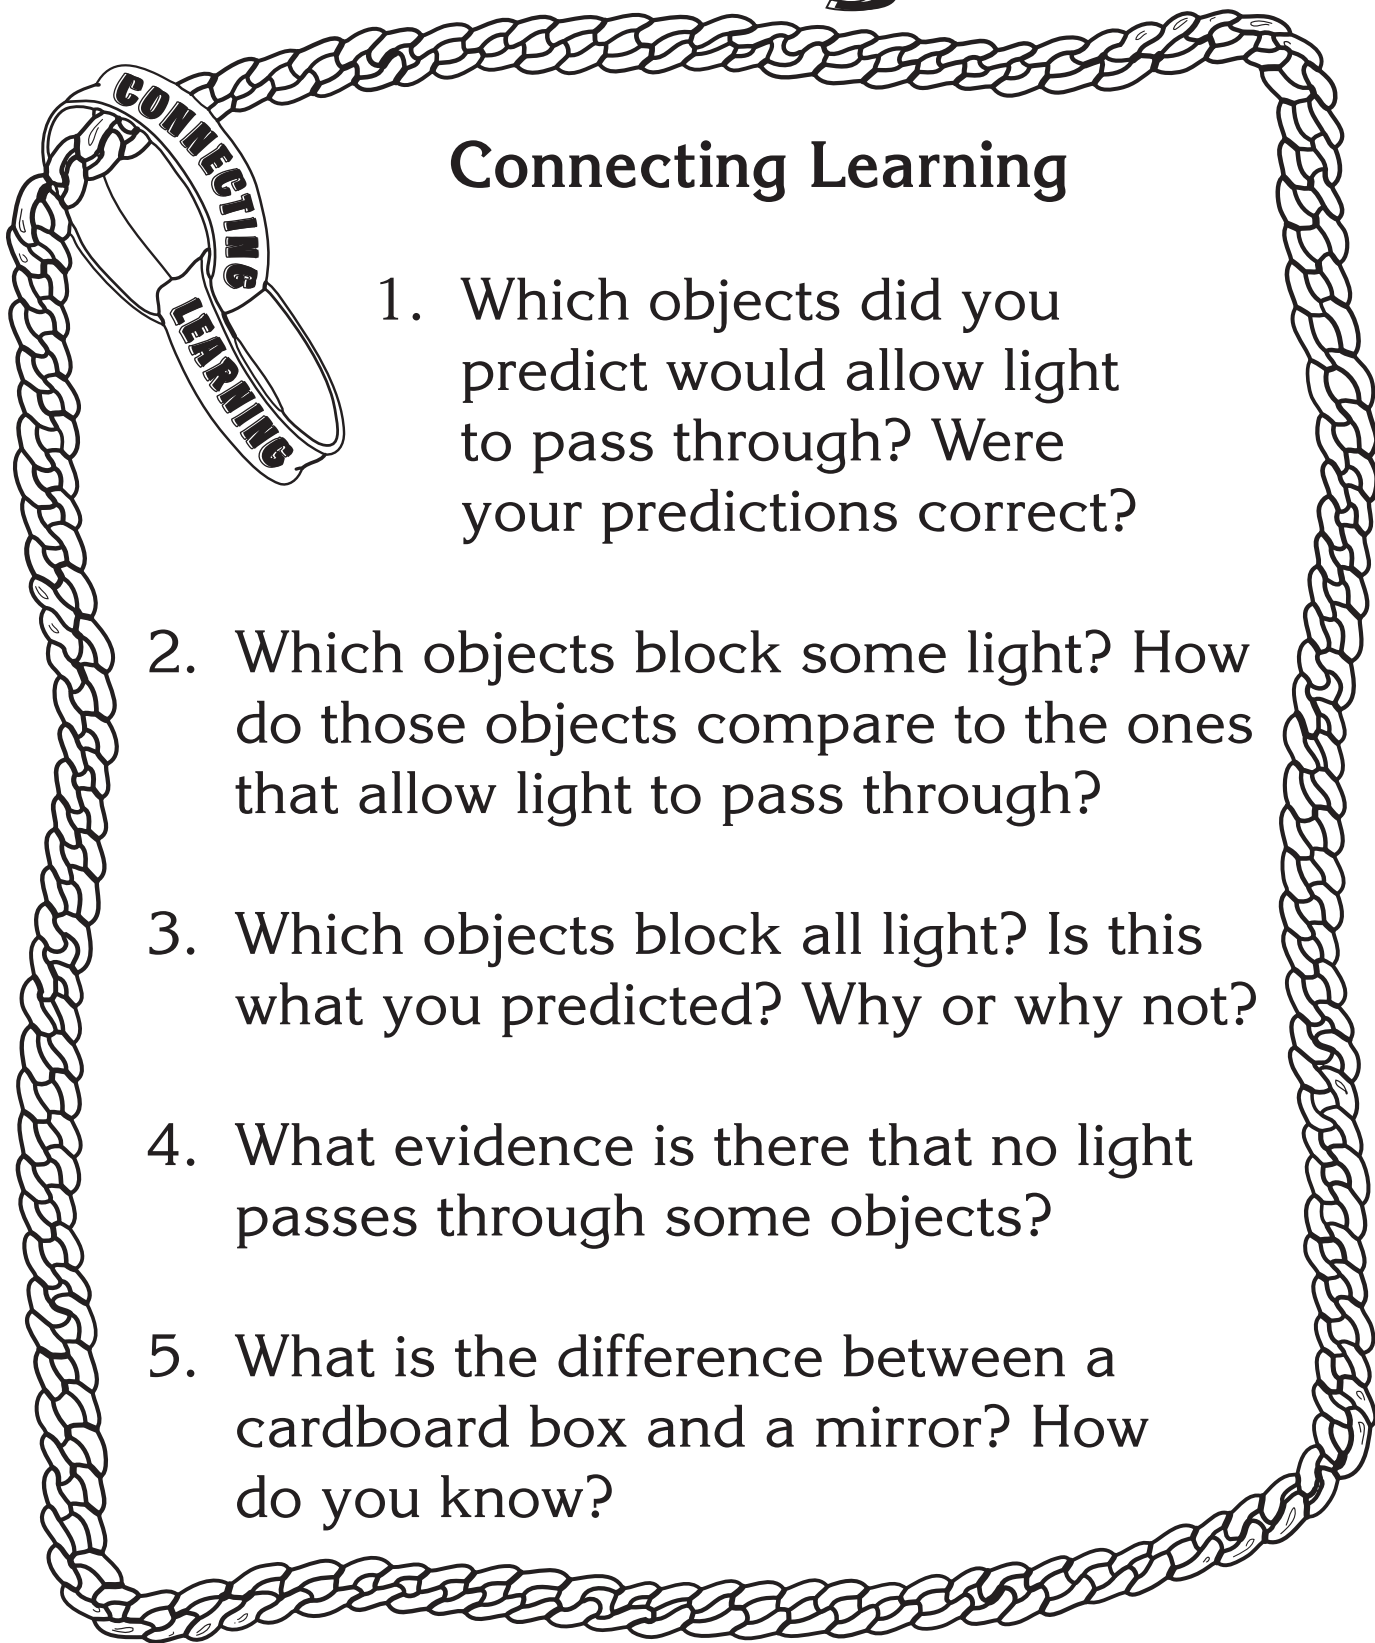 CONNECTING
LEARNING
Connecting Learning
1. Which objects did you
predict would allow light
to pass through? Were
your predictions correct?
2. Which objects block some light? How
do those objects compare to the ones
that allow light to pass through?
3. Which objects block all light? Is this
what you predicted? Why or why not?
4. What evidence is there that no light
passes through some objects?
5. What is the difference between a
cardboard box and a mirror? How
do you know?